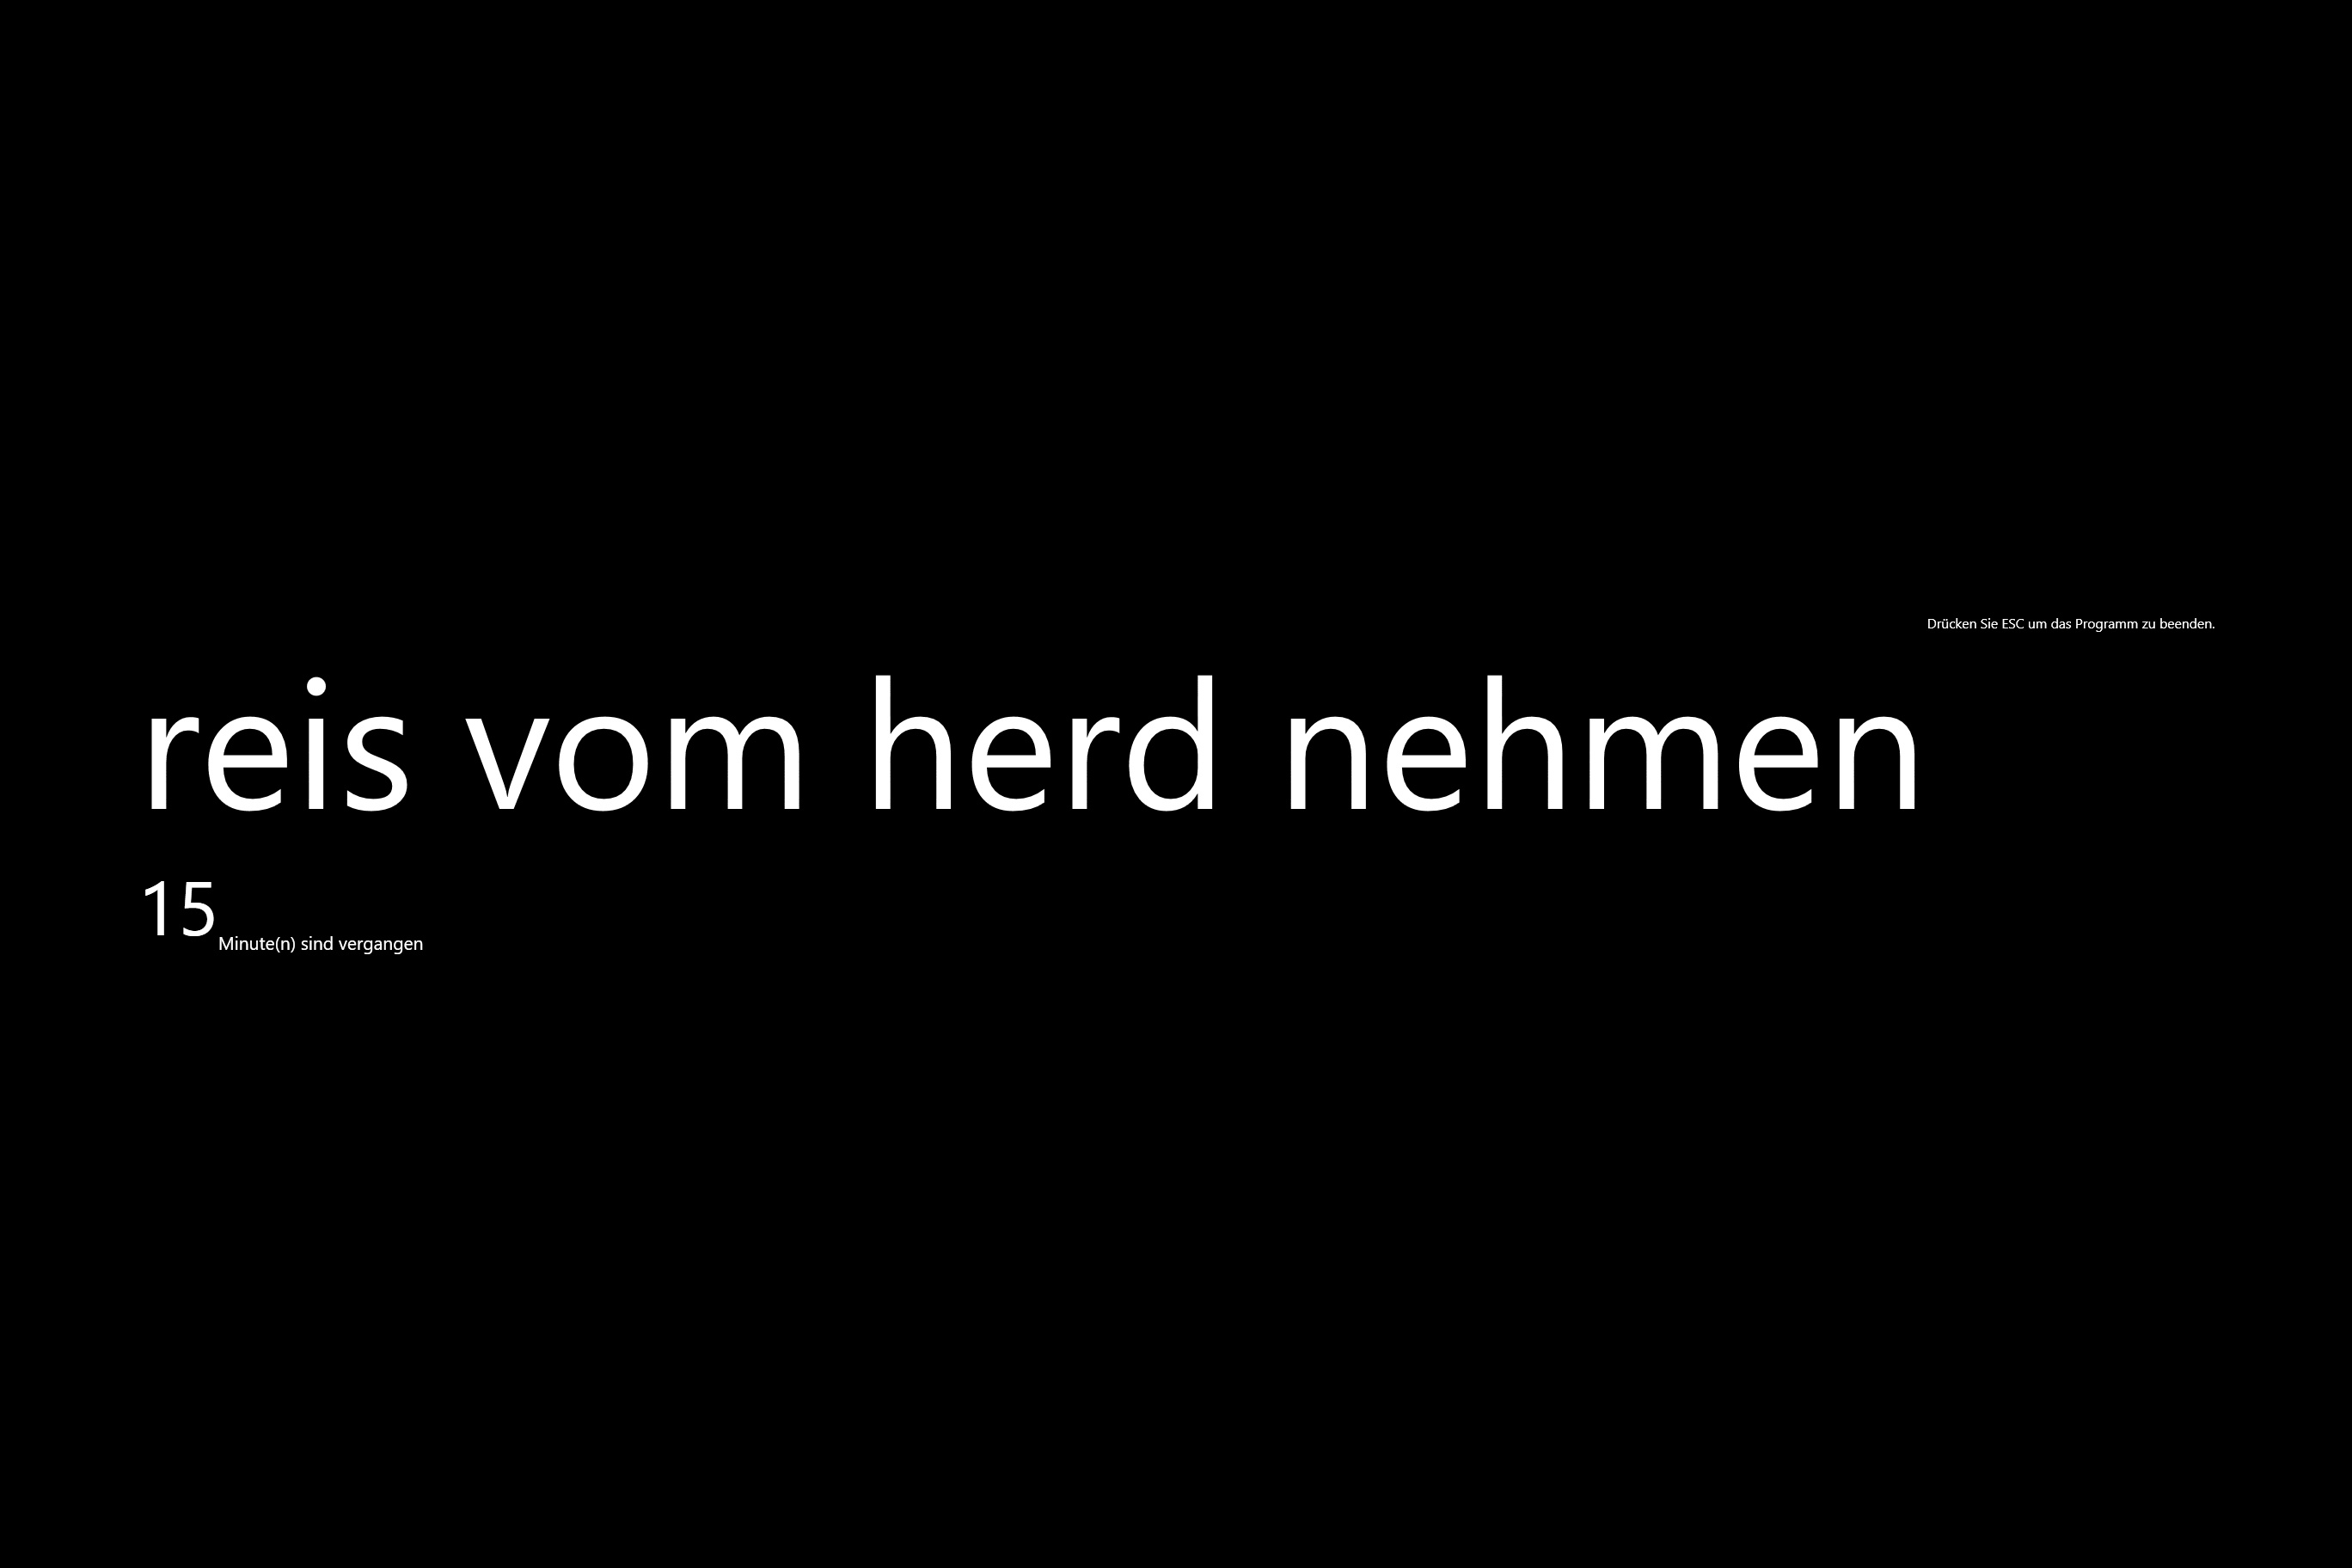 Drücken Sie ESC um das Programm zu beenden.
reis vom herd nehmen
15 Minute(n) sind vergangen